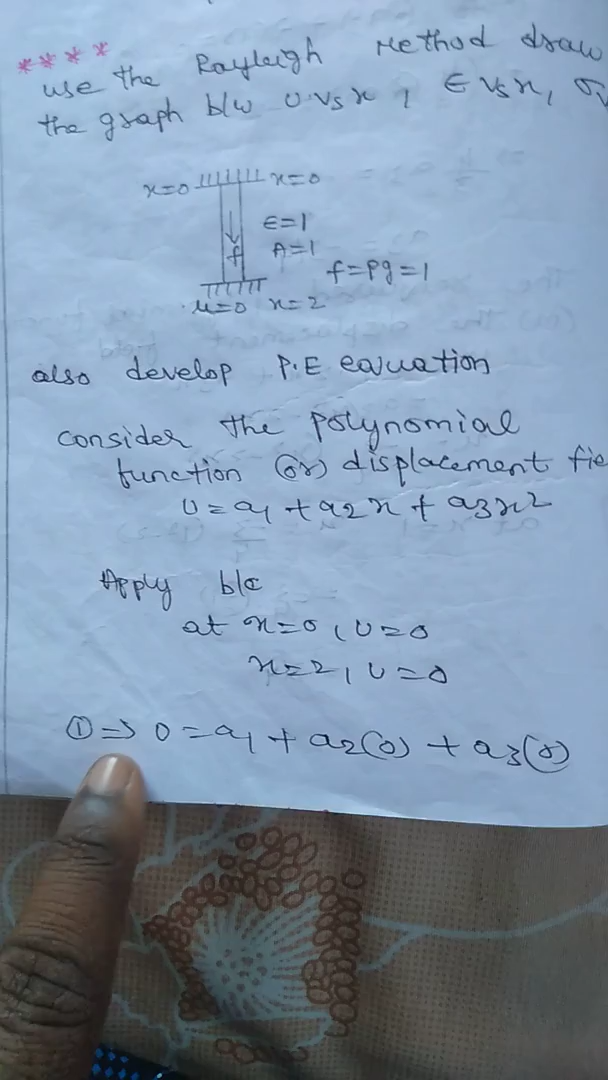 ****
use the Rayleigh Method draw
the graph b/w U vs x , ∈ vs x,
x=0 x=0
E=1
f A=1
f=ρg=1
u=0 x=2
also develop P.E eauation
consider the polynomial
function (or) displacement fie
U = a1 + a2x + a3x2
Apply b/c
at x=0, U=0
x=2, U=0
①=> 0 = a1 + a2(0) + a3(0)